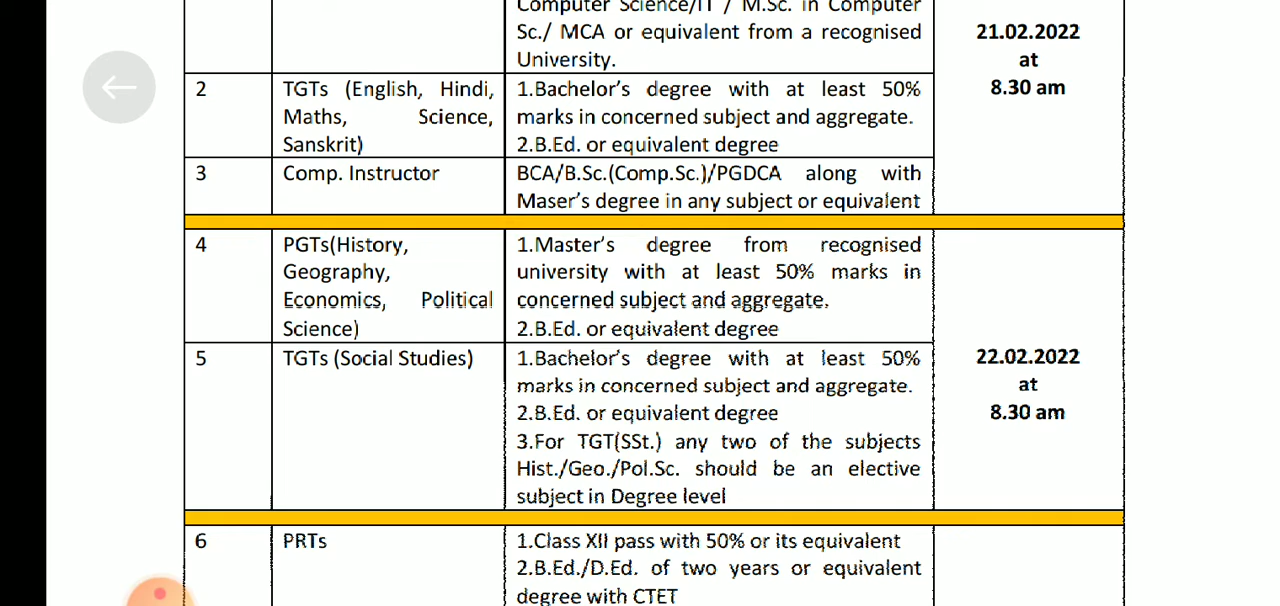 Computer Science/IT / M.Sc. in Computer
Sc./ MCA or equivalent from a recognised
University.
21.02.2022
at
8.30 am
2
TGTs (English, Hindi,
Maths, Science,
Sanskrit)
1.Bachelor's degree with at least 50%
marks in concerned subject and aggregate.
2.B.Ed. or equivalent degree
3
Comp. Instructor
BCA/B.Sc.(Comp.Sc.)/PGDCA along with
Maser's degree in any subject or equivalent
4
PGTs(History,
Geography,
Economics, Political
Science)
1.Master's degree from recognised
university with at least 50% marks in
concerned subject and aggregate.
2.B.Ed. or equivalent degree
5
TGTs (Social Studies)
1.Bachelor's degree with at least 50%
marks in concerned subject and aggregate.
2.B.Ed. or equivalent degree
3.For TGT(SSt.) any two of the subjects
Hist./Geo./Pol.Sc. should be an elective
subject in Degree level
22.02.2022
at
8.30 am
6
PRTs
1.Class XII pass with 50% or its equivalent
2.B.Ed./D.Ed. of two years or equivalent
degree with CTET